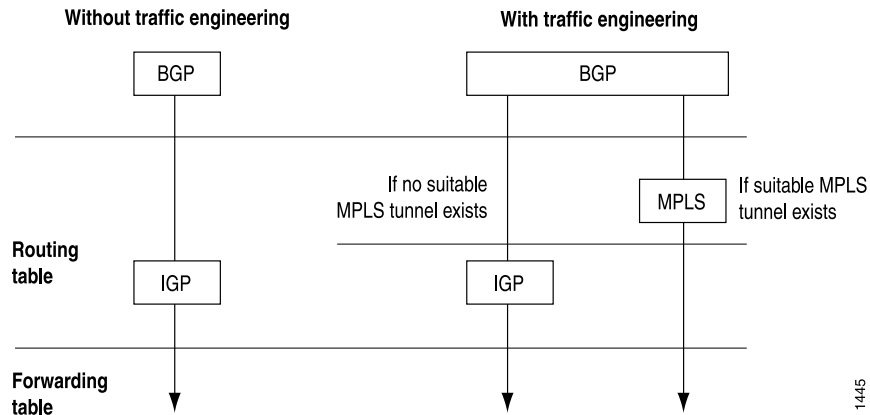 Without traffic engineering
With traffic engineering
BGP
BGP
If no suitable
MPLS tunnel exists
MPLS
If suitable MPLS
tunnel exists
Routing
table
IGP
IGP
Forwarding
table
1445